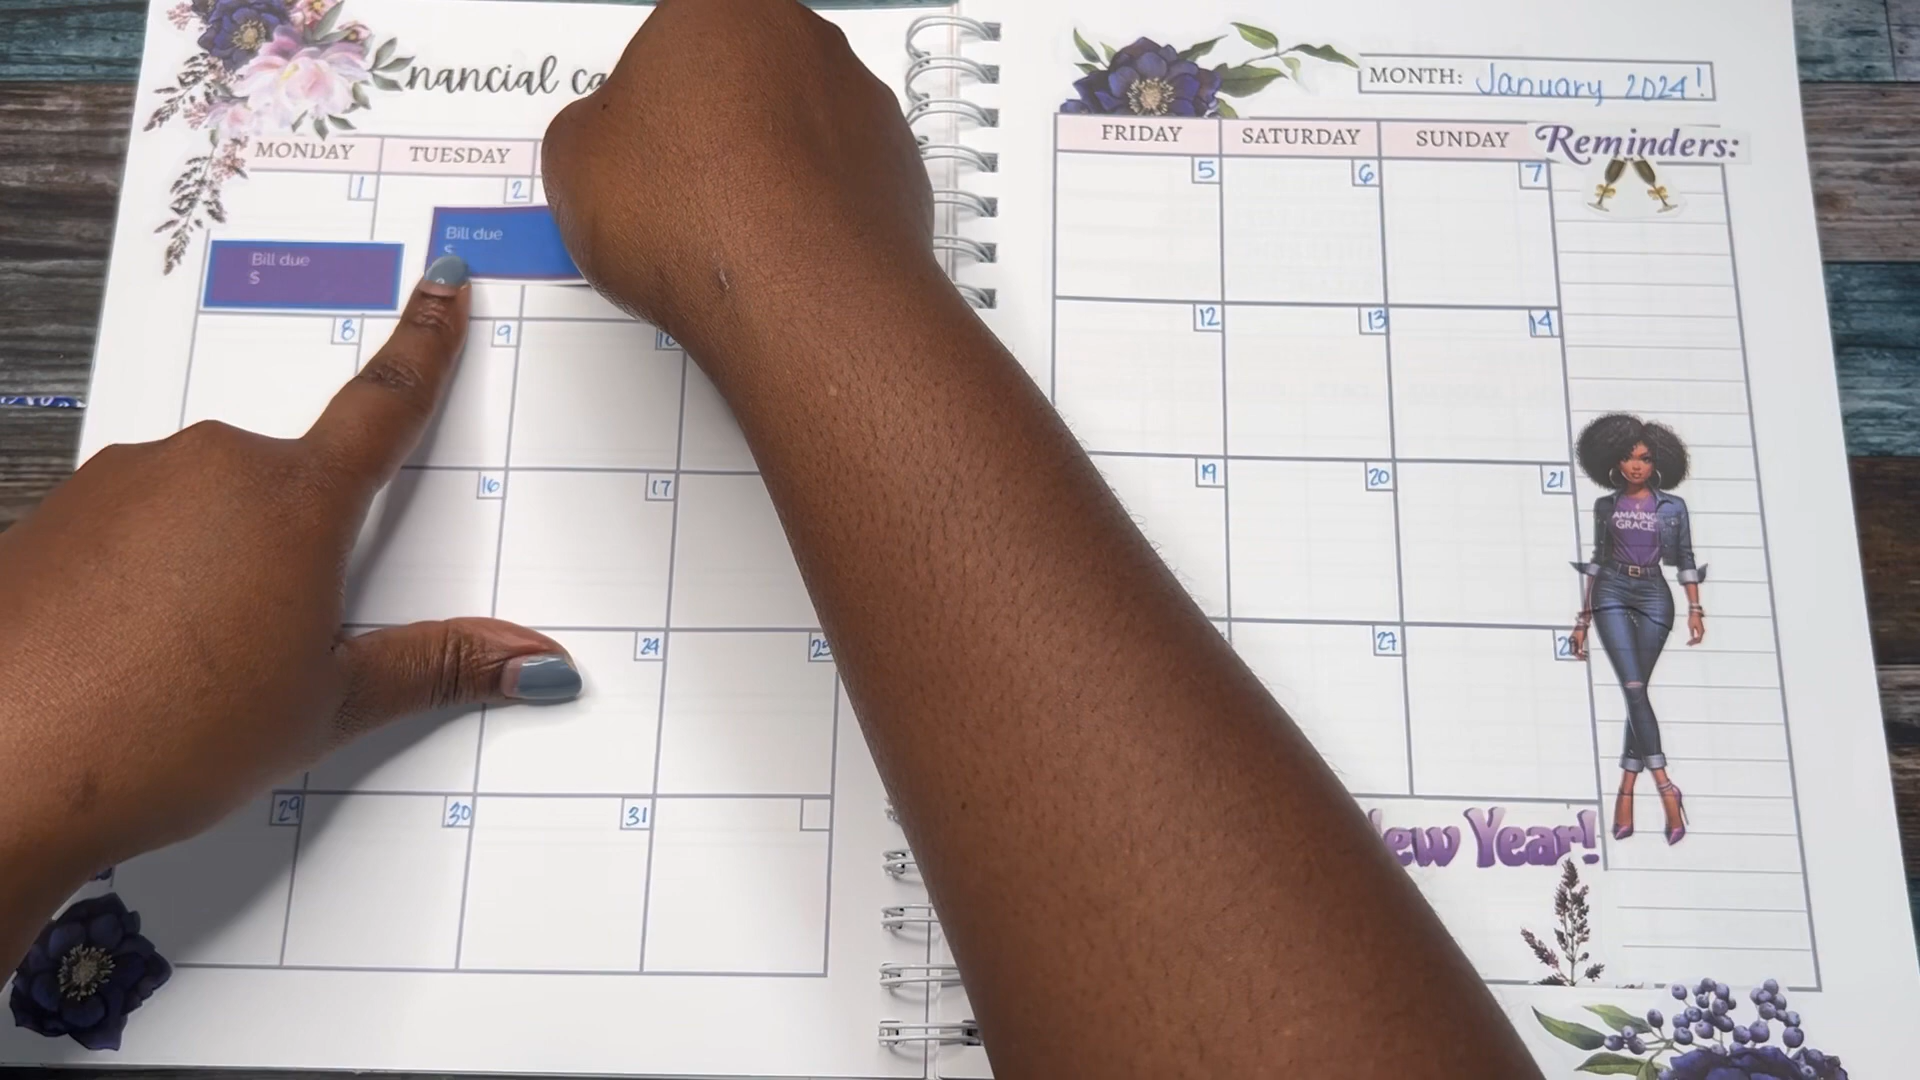 nancial ca
MONTH: January 2024!
MONDAY TUESDAY
FRIDAY SATURDAY SUNDAY
Reminders:
1 2
5 6 7
Bill due
$
Bill due
$
8 9
12 13 14
16 17
19 20 21
AMAZING
GRACE
24 25
27 28
29 30 31
ew Year!